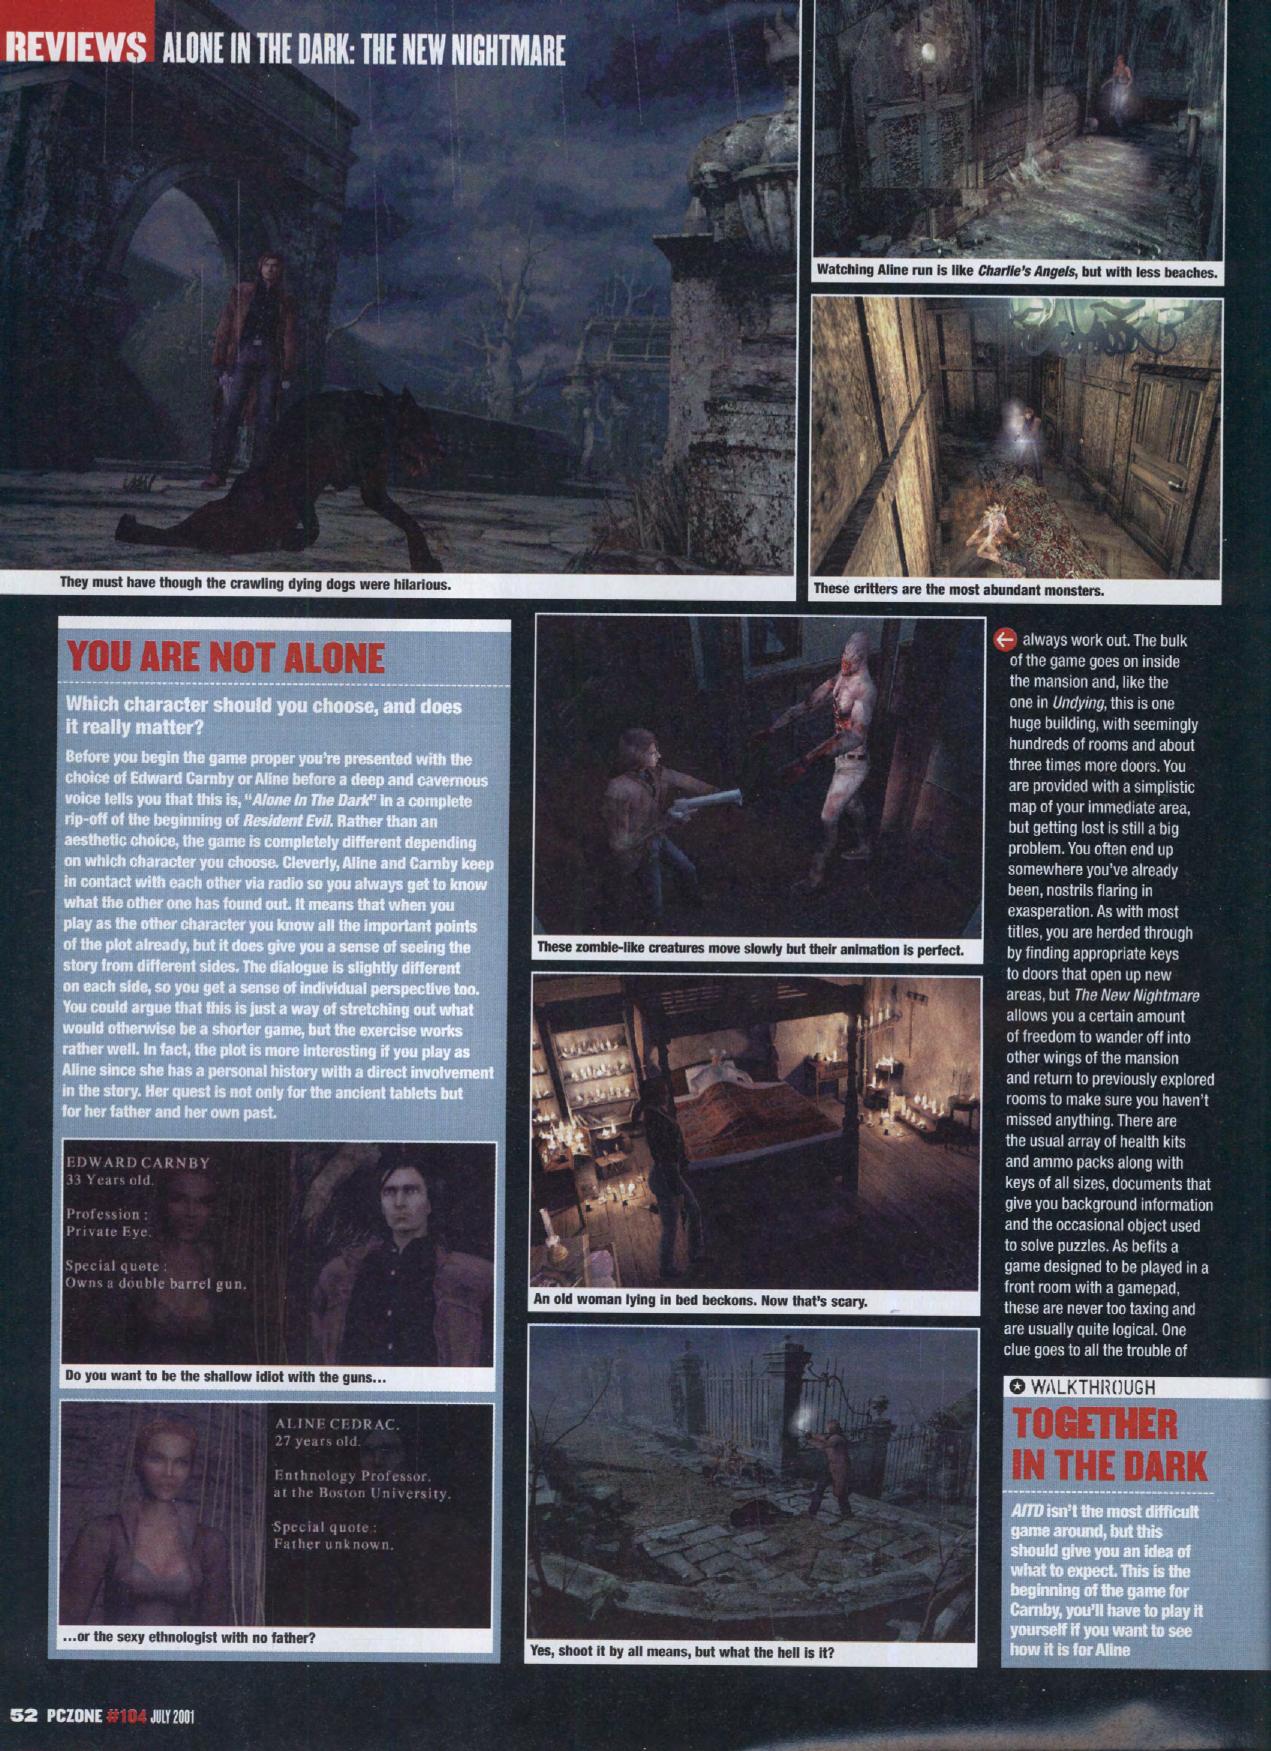 REVIEWS ALONE IN THE DARK: THE NEW NIGHTMARE
Watching Aline run is like Charlie's Angels, but with less beaches.
They must have though the crawling dying dogs were hilarious.
These critters are the most abundant monsters.
YOU ARE NOT ALONE
Which character should you choose, and does
it really matter?
Before you begin the game proper you're presented with the
choice of Edward Carnby or Aline before a deep and cavernous
voice tells you that this is, "Alone In The Dark" in a complete
rip-off of the beginning of Resident Evil. Rather than an
aesthetic choice, the game is completely different depending
on which character you choose. Cleverly, Aline and Carnby keep
in contact with each other via radio so you always get to know
what the other one has found out. It means that when you
play as the other character you know all the important points
of the plot already, but it does give you a sense of seeing the
story from different sides. The dialogue is slightly different
on each side, so you get a sense of individual perspective too.
You could argue that this is just a way of stretching out what
would otherwise be a shorter game, but the exercise works
rather well. In fact, the plot is more interesting if you play as
Aline since she has a personal history with a direct involvement
in the story. Her quest is not only for the ancient tablets but
for her father and her own past.
EDWARD CARNBY
33 Years old.
Profession :
Private Eye.
Special quote :
Owns a double barrel gun.
Do you want to be the shallow idiot with the guns...
ALINE CEDRAC.
27 years old.
Enthnology Professor.
at the Boston University.
Special quote :
Father unknown.
...or the sexy ethnologist with no father?
These zombie-like creatures move slowly but their animation is perfect.
An old woman lying in bed beckons. Now that's scary.
Yes, shoot it by all means, but what the hell is it?
always work out. The bulk
of the game goes on inside
the mansion and, like the
one in Undying, this is one
huge building, with seemingly
hundreds of rooms and about
three times more doors. You
are provided with a simplistic
map of your immediate area,
but getting lost is still a big
problem. You often end up
somewhere you've already
been, nostrils flaring in
exasperation. As with most
titles, you are herded through
by finding appropriate keys
to doors that open up new
areas, but The New Nightmare
allows you a certain amount
of freedom to wander off into
other wings of the mansion
and return to previously explored
rooms to make sure you haven't
missed anything. There are
the usual array of health kits
and ammo packs along with
keys of all sizes, documents that
give you background information
and the occasional object used
to solve puzzles. As befits a
game designed to be played in a
front room with a gamepad,
these are never too taxing and
are usually quite logical. One
clue goes to all the trouble of
WALKTHROUGH
TOGETHER
IN THE DARK
AITD isn't the most difficult
game around, but this
should give you an idea of
what to expect. This is the
beginning of the game for
Carnby, you'll have to play it
yourself if you want to see
how it is for Aline
52 PCZONE #104 JULY 2001